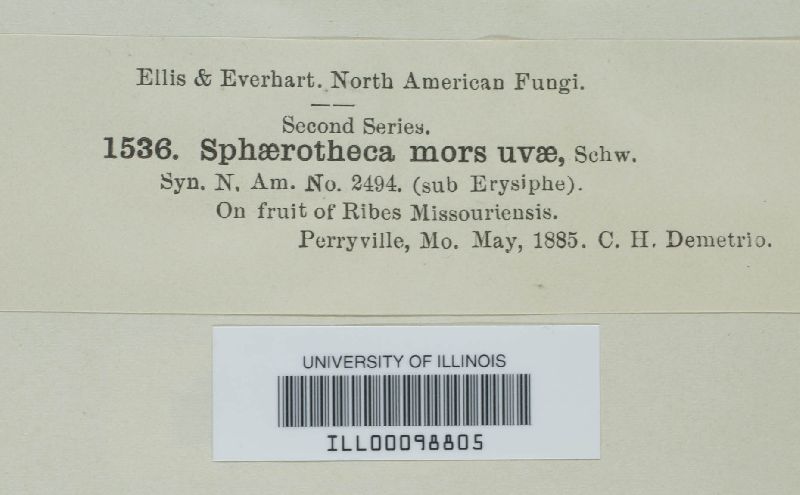 Ellis & Everhart. North American Fungi.
Second Series.
1536. Sphærotheca mors uvæ, Schw.
Syn. N. Am. No. 2494. (sub Erysiphe).
On fruit of Ribes Missouriensis.
Perryville, Mo. May, 1885. C. H. Demetrio.
UNIVERSITY OF ILLINOIS
ILL00098805